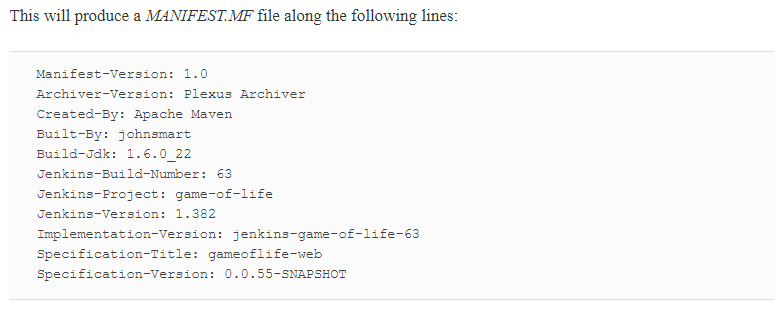 This will produce a MANIFEST.MF file along the following lines:
Manifest-Version: 1.0
Archiver-Version: Plexus Archiver
Created-By: Apache Maven
Built-By: johnsmart
Build-Jdk: 1.6.0_22
Jenkins-Build-Number: 63
Jenkins-Project: game-of-life
Jenkins-Version: 1.382
Implementation-Version: jenkins-game-of-life-63
Specification-Title: gameoflife-web
Specification-Version: 0.0.55-SNAPSHOT